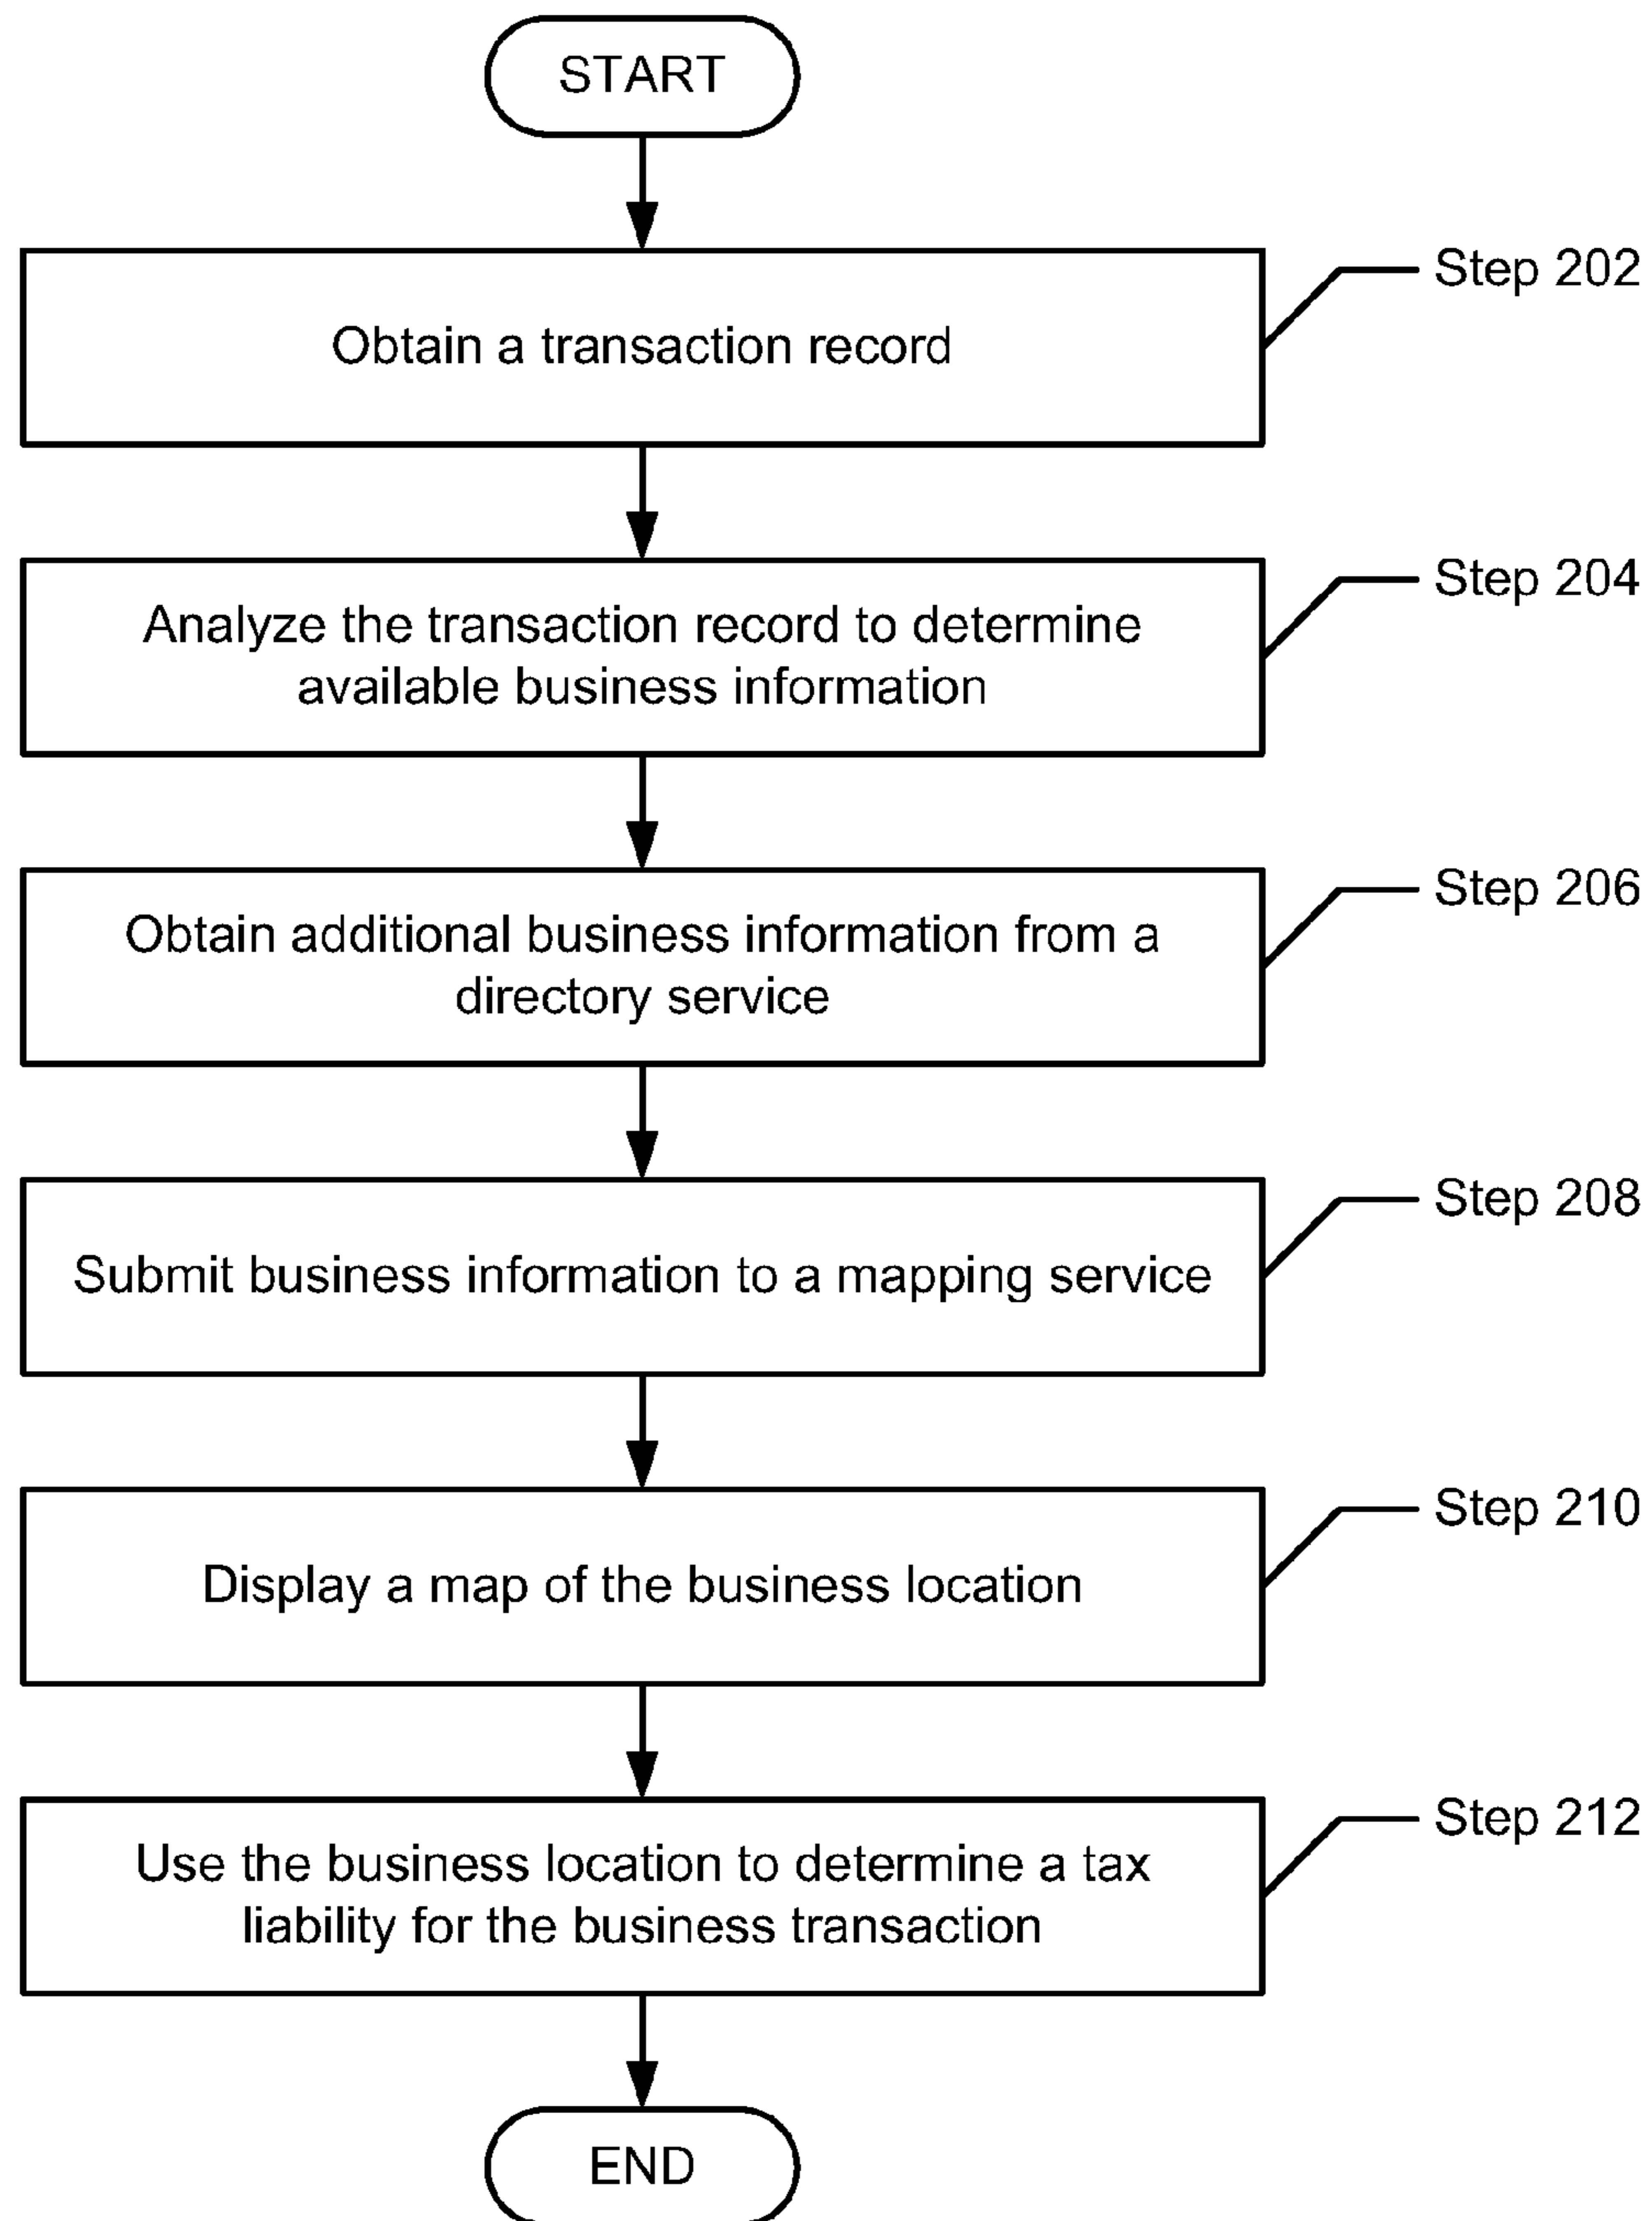 START
Step 202
Obtain a transaction record
Step 204
Analyze the transaction record to determine
available business information
Step 206
Obtain additional business information from a
directory service
Step 208
Submit business information to a mapping service
Step 210
Display a map of the business location
Step 212
Use the business location to determine a tax
liability for the business transaction
END